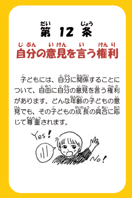 第 12 条
自分の意見を言う権利
子どもには、自分に関係することに
ついて、自由に自分の意見を言う権利
があります。どんな年齢の子どもの意
見でも、その子どもの成長の具合に応
じて尊重されます。
Yes!
No!